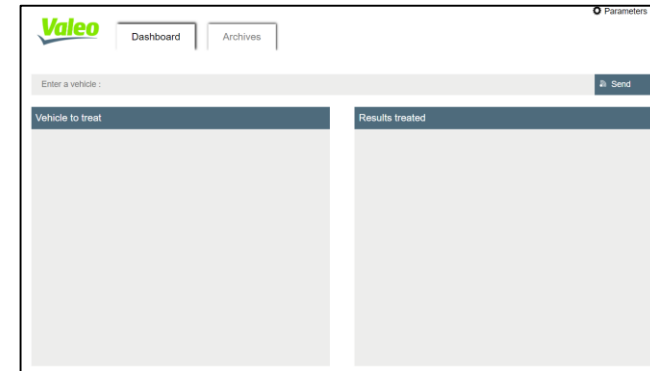 Parameters
Valeo
Dashboard
Archives
Enter a vehicle :
Send
Vehicle to treat
Results treated